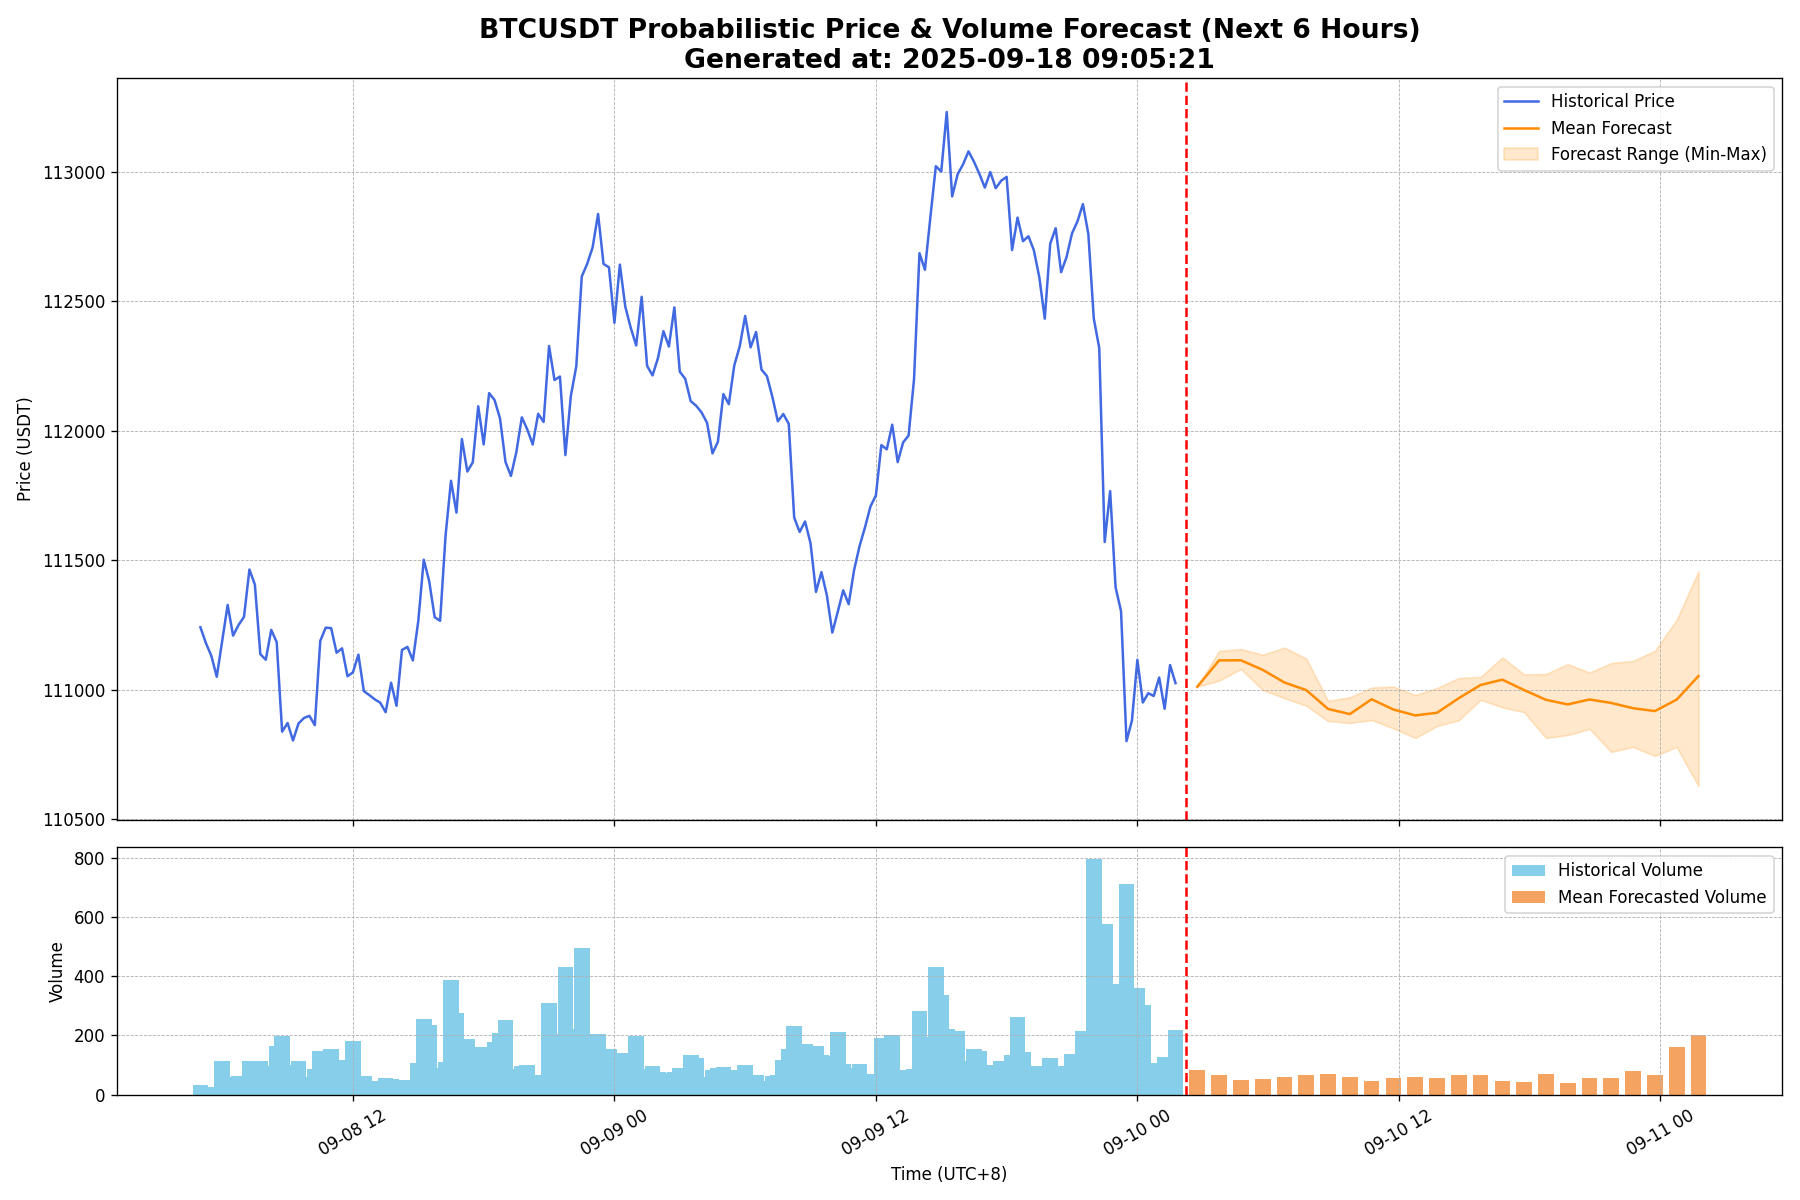 BTCUSDT Probabilistic Price & Volume Forecast (Next 6 Hours)
Generated at: 2025-09-18 09:05:21
Historical Price
Mean Forecast
Forecast Range (Min-Max)
Price (USDT)
113000
112500
112000
111500
111000
110500
Historical Volume
Mean Forecasted Volume
Volume
800
600
400
200
0
09-08 12
09-09 00
09-09 12
09-10 00
09-10 12
09-11 00
Time (UTC+8)